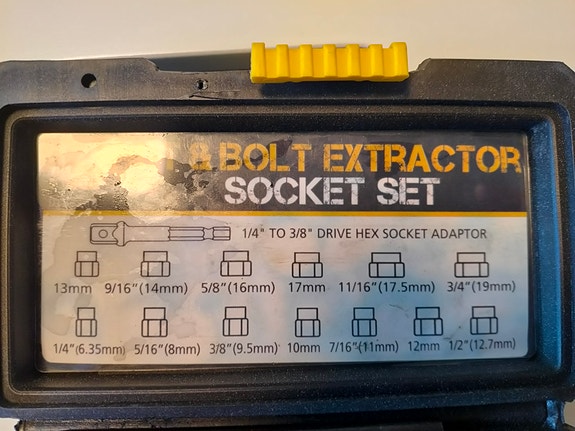 & BOLT EXTRACTOR
SOCKET SET
1/4" TO 3/8" DRIVE HEX SOCKET ADAPTOR
13mm 9/16"(14mm) 5/8"(16mm) 17mm 11/16"(17.5mm) 3/4"(19mm)
1/4"(6.35mm) 5/16"(8mm) 3/8"(9.5mm) 10mm 7/16"(11mm) 12mm 1/2"(12.7mm)